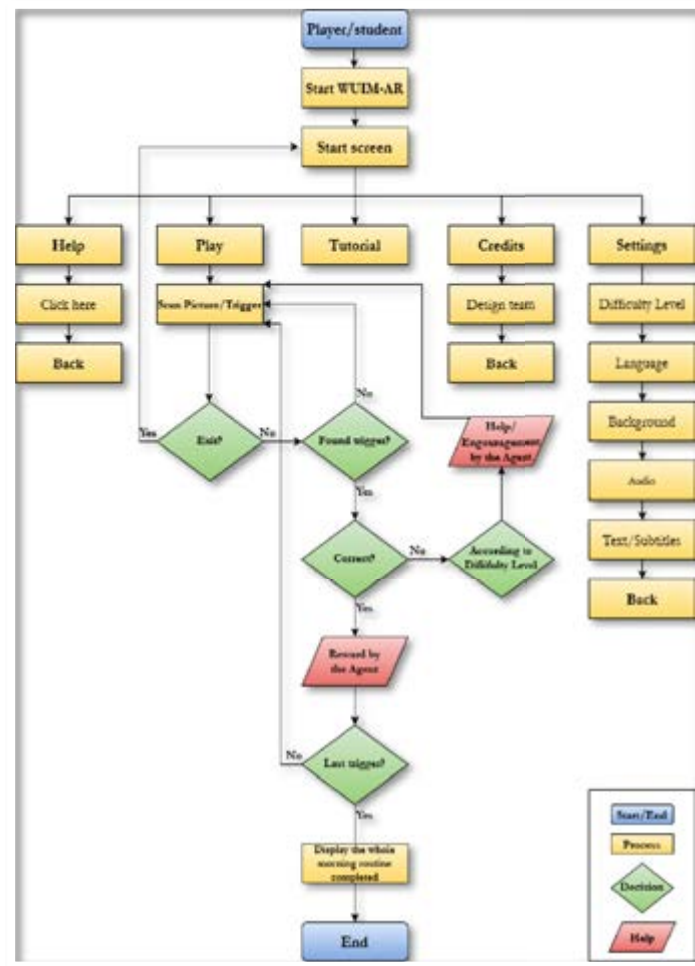 Player/student
Start WUIM-AR
Start screen
Help
Play
Tutorial
Credits
Settings
Click here
Scan Picture/Trigger
Design team
Difficulty Level
Back
Back
Language
No
Help/
Encouragement
by the Agent
Background
Yes
Exit?
No
Found trigger?
Yes
Audio
Correct?
No
According to
Difficulty Level
Text/Subtitles
Yes
Back
Reward by
the Agent
No
Last trigger?
Yes
Display the whole
morning routine
completed
End
Start/End
Process
Decision
Help